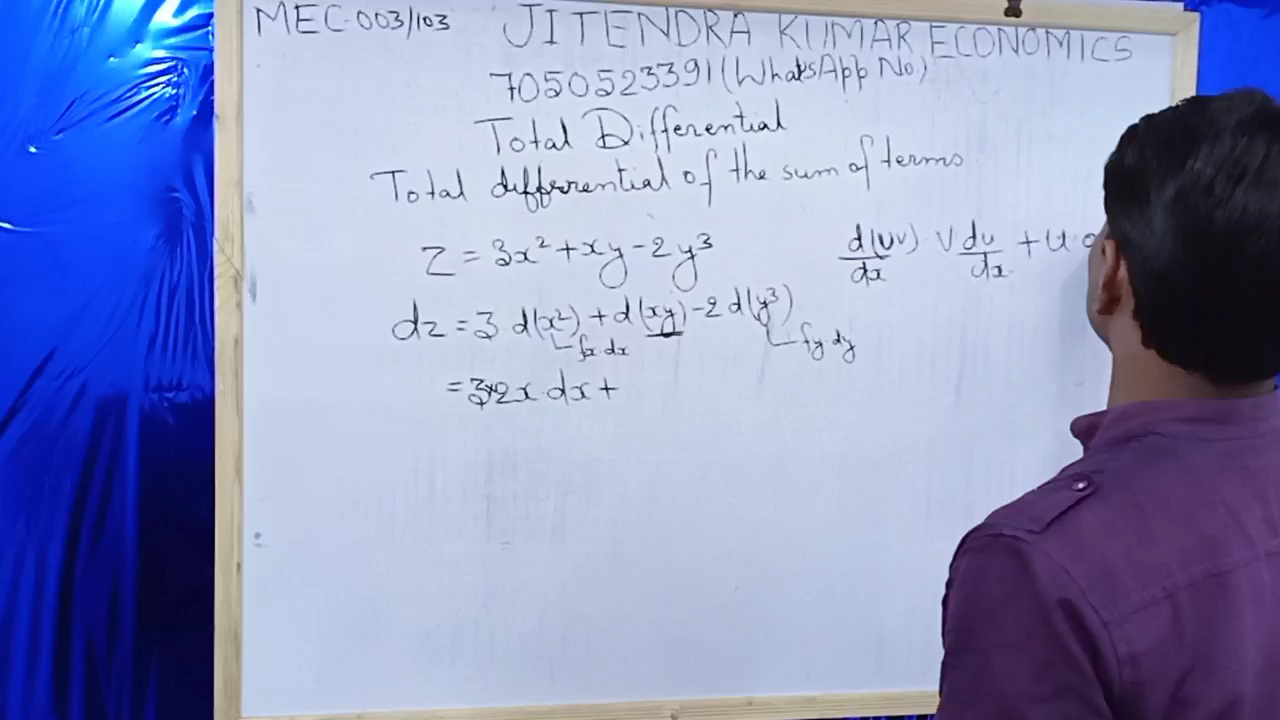 MEC-003/103 JITENDRA KUMAR ECONOMICS
7050523391 (WhatsApp No.)
Total Differential
Total differential of the sum of terms
Z = 3x² + xy - 2y³
d(uv)/dx . v du/dx + u.
dz = 3 d(x²) + d(xy) - 2 d(y³)
fx dx
fy dy
= 3×2x dx +